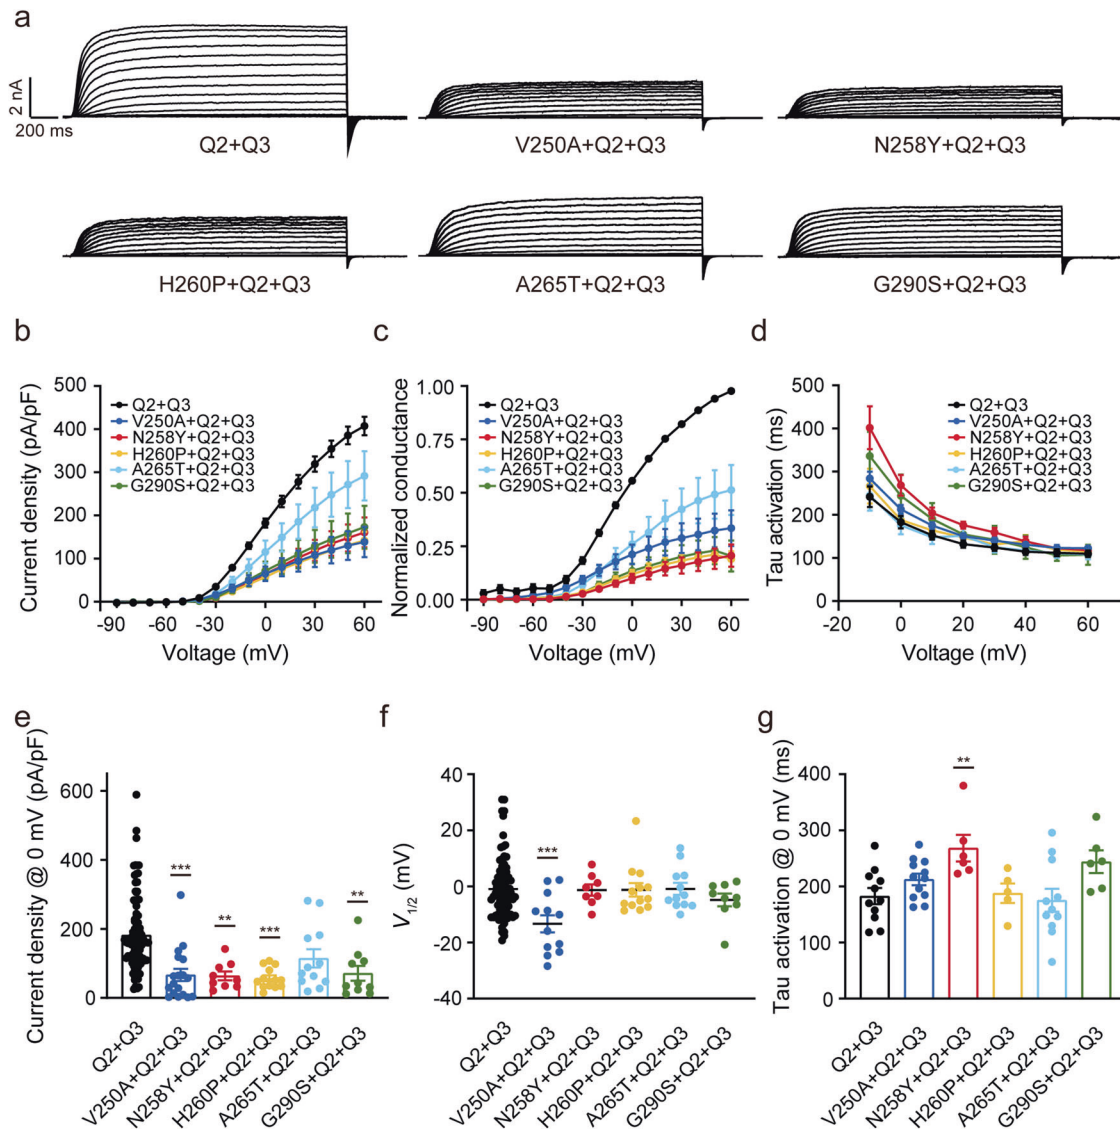 a
2 nA
200 ms
Q2+Q3
V250A+Q2+Q3
N258Y+Q2+Q3
H260P+Q2+Q3
A265T+Q2+Q3
G290S+Q2+Q3
b
Current density (pA/pF)
500
400
300
200
100
0
Q2+Q3
V250A+Q2+Q3
N258Y+Q2+Q3
H260P+Q2+Q3
A265T+Q2+Q3
G290S+Q2+Q3
-90 -60 -30 0 30 60
Voltage (mV)
c
Normalized conductance
1.00
0.75
0.50
0.25
0.00
Q2+Q3
V250A+Q2+Q3
N258Y+Q2+Q3
H260P+Q2+Q3
A265T+Q2+Q3
G290S+Q2+Q3
-90 -60 -30 0 30 60
Voltage (mV)
d
Tau activation (ms)
500
400
300
200
100
0
Q2+Q3
V250A+Q2+Q3
N258Y+Q2+Q3
H260P+Q2+Q3
A265T+Q2+Q3
G290S+Q2+Q3
-20 0 20 40 60
Voltage (mV)
e
Current density @ 0 mV (pA/pF)
600
400
200
0
***
**
***
**
Q2+Q3
V250A+Q2+Q3
N258Y+Q2+Q3
H260P+Q2+Q3
A265T+Q2+Q3
G290S+Q2+Q3
f
V1/2 (mV)
40
20
0
-20
-40
***
Q2+Q3
V250A+Q2+Q3
N258Y+Q2+Q3
H260P+Q2+Q3
A265T+Q2+Q3
G290S+Q2+Q3
g
Tau activation @ 0 mV (ms)
400
300
200
100
0
**
Q2+Q3
V250A+Q2+Q3
N258Y+Q2+Q3
H260P+Q2+Q3
A265T+Q2+Q3
G290S+Q2+Q3